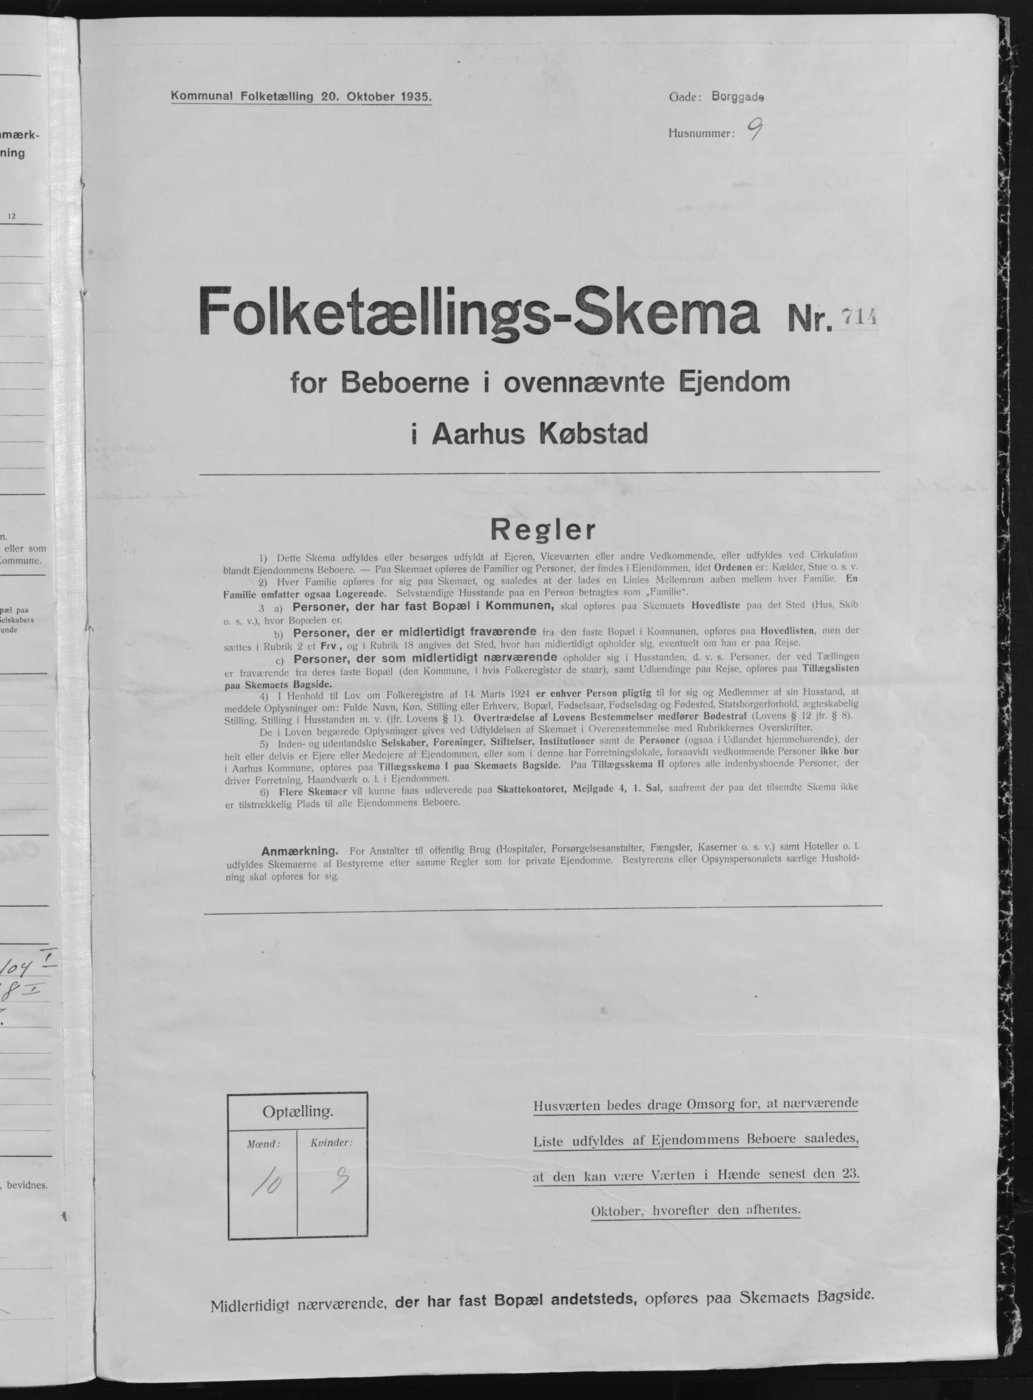 mærk-
ning
12
n.
eller som
Kommune.
pæl paa
elskabers
ende
104 I
8 I
, bevidnes.
Kommunal Folketælling 20. Oktober 1935.
Gade: Borggade
Husnummer: 9
Folketællings-Skema Nr. 714
for Beboerne i ovennævnte Ejendom
i Aarhus Købstad
Regler
1) Dette Skema udfyldes eller besørges udfyldt af Ejeren, Viceværten eller andre Vedkommende, eller udfyldes ved Cirkulation
blandt Ejendommens Beboere. — Paa Skemaet opføres de Familier og Personer, der findes i Ejendommen, idet Ordenen er: Kælder, Stue o. s. v.
2) Hver Familie opføres for sig paa Skemaet, og saaledes at der lades en Linies Mellemrum aaben mellem hver Familie. En
Familie omfatter ogsaa Logerende. Selvstændige Husstande paa en Person betragtes som „Familie".
3 a) Personer, der har fast Bopæl i Kommunen, skal opføres paa Skemaets Hovedliste paa det Sted (Hus, Skib
o. s. v.), hvor Bopælen er.
b) Personer, der er midlertidigt fraværende fra den faste Bopæl i Kommunen, opføres paa Hovedlisten, men der
sættes i Rubrik 2 et Frv., og i Rubrik 18 angives det Sted, hvor han midlertidigt opholder sig, eventuelt om han er paa Rejse.
c) Personer, der som midlertidigt nærværende opholder sig i Husstanden, d. v. s. Personer, der ved Tællingen
er fraværende fra deres faste Bopæl (den Kommune, i hvis Folkeregister de staar), samt Udlændinge paa Rejse, opføres paa Tillægslisten
paa Skemaets Bagside.
4) I Henhold til Lov om Folkeregistre af 14. Marts 1924 er enhver Person pligtig til for sig og Medlemmer af sin Husstand, at
meddele Oplysninger om: Fulde Navn, Køn, Stilling eller Erhverv, Bopæl, Fødselsaar, Fødselsdag og Fødested, Statsborgerforhold, ægteskabelig
Stilling, Stilling i Husstanden m. v. (jfr. Lovens § 1). Overtrædelse af Lovens Bestemmelser medfører Bødestraf (Lovens § 12 jfr. § 8).
De i Loven begærede Oplysninger gives ved Udfyldelsen af Skemaet i Overensstemmelse med Rubrikkernes Overskrifter.
5) Inden- og udenlandske Selskaber, Foreninger, Stiftelser, Institutioner samt de Personer (ogsaa i Udlandet hjemmehørende), der
helt eller delvis er Ejere eller Medejere af Ejendommen, eller som i denne har Forretningslokale, forsaavidt vedkommende Personer ikke bor
i Aarhus Kommune, opføres paa Tillægsskema I paa Skemaets Bagside. Paa Tillægsskema II opføres alle indenbysboende Personer, der
driver Forretning, Haandværk o. l. i Ejendommen.
6) Flere Skemaer vil kunne faas udleverede paa Skattekontoret, Mejlgade 4, 1. Sal, saafremt der paa det tilsendte Skema ikke
er tilstrækkelig Plads til alle Ejendommens Beboere.
Anmærkning. For Anstalter til offentlig Brug (Hospitaler, Forsørgelsesanstalter, Fængsler, Kaserner o. s. v.) samt Hoteller o. l.
udfyldes Skemaerne af Bestyrerne efter samme Regler som for private Ejendomme. Bestyrerens eller Opsynspersonalets særlige Hushold-
ning skal opføres for sig.
Optælling.
Mænd: Kvinder:
10 9
Husværten bedes drage Omsorg for, at nærværende
Liste udfyldes af Ejendommens Beboere saaledes,
at den kan være Værten i Hænde senest den 23.
Oktober, hvorefter den afhentes.
Midlertidigt nærværende, der har fast Bopæl andetsteds, opføres paa Skemaets Bagside.